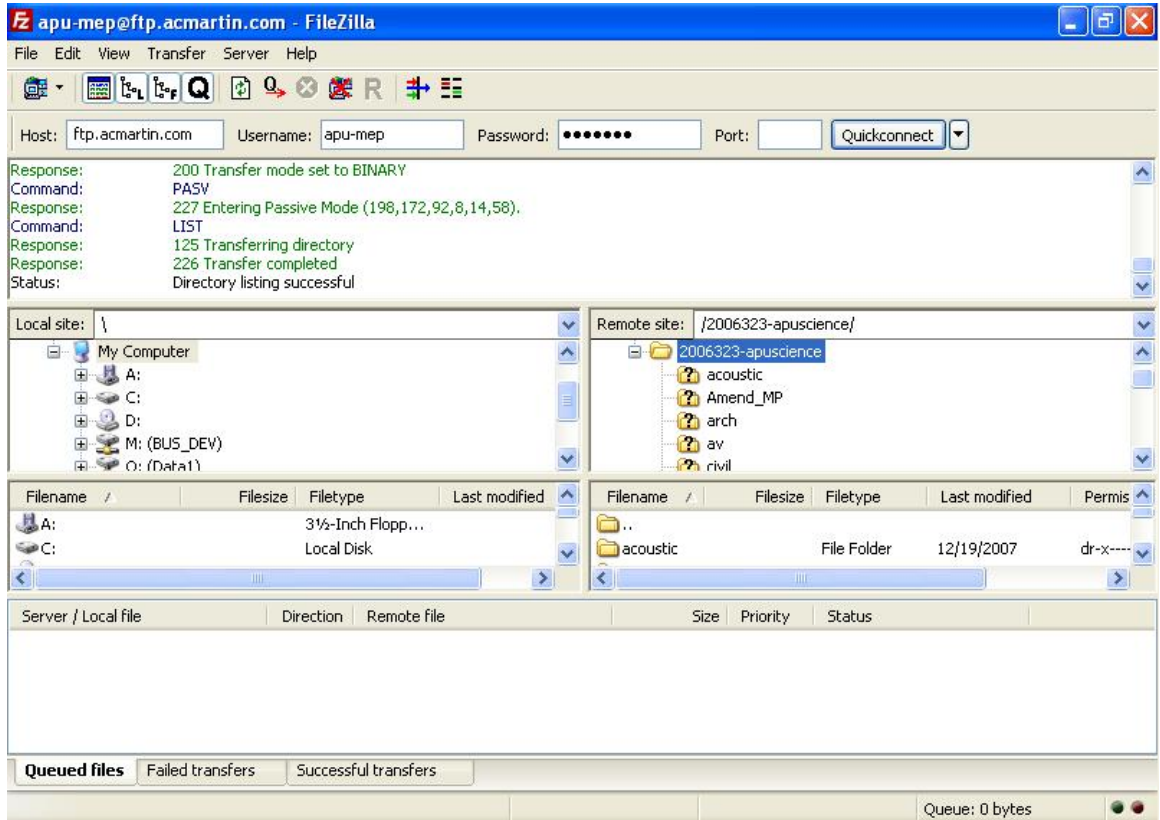 Fz apu-mep@ftp.acmartin.com - FileZilla
File Edit View Transfer Server Help
L F Q Q R
Host: ftp.acmartin.com Username: apu-mep Password: ●●●●●●● Port: Quickconnect
Response: 200 Transfer mode set to BINARY
Command: PASV
Response: 227 Entering Passive Mode (198,172,92,8,14,58).
Command: LIST
Response: 125 Transferring directory
Response: 226 Transfer completed
Status: Directory listing successful
Local site: \
My Computer
A:
C:
D:
M: (BUS_DEV)
O: (Data1)
Remote site: /2006323-apuscience/
2006323-apuscience
? acoustic
? Amend_MP
? arch
? av
? civil
Filename Filesize Filetype Last modified
A: 3½-Inch Flopp...
C: Local Disk
Filename Filesize Filetype Last modified Permis
..
acoustic File Folder 12/19/2007 dr-x----
Server / Local file Direction Remote file Size Priority Status
Queued files Failed transfers Successful transfers
Queue: 0 bytes